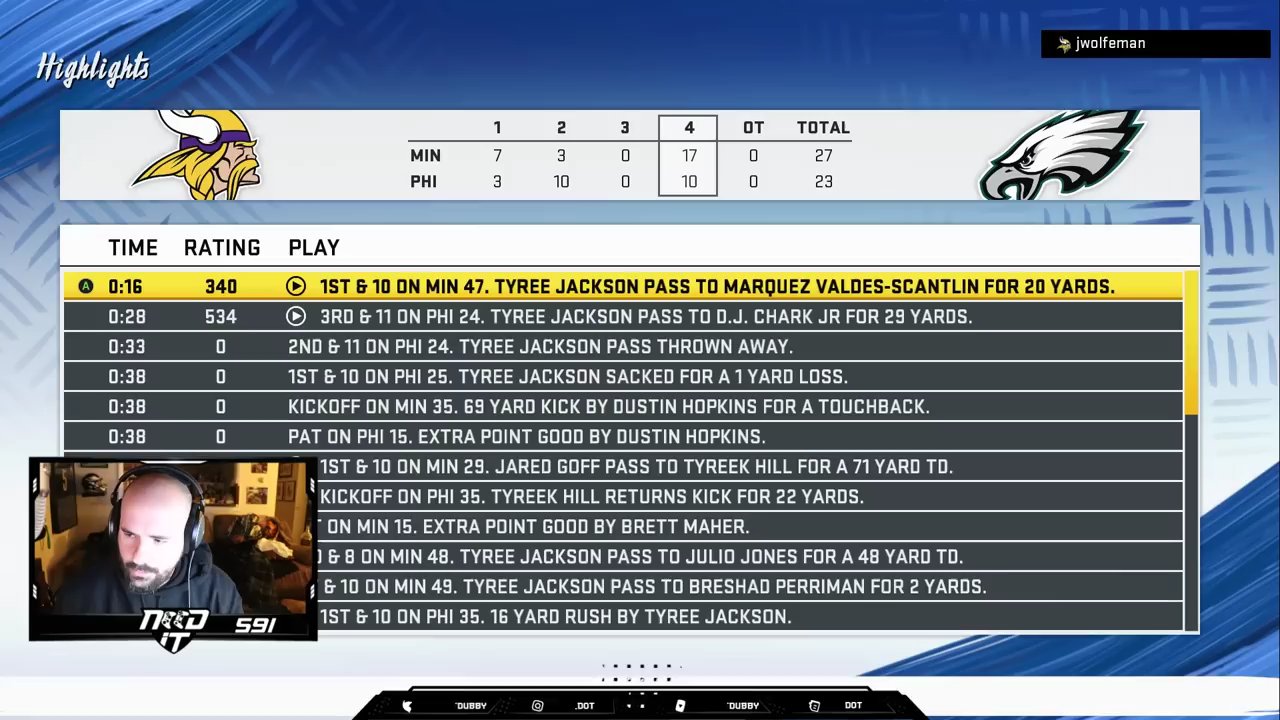 Highlights
jwolfeman
1 2 3 4 OT TOTAL
MIN 7 3 0 17 0 27
PHI 3 10 0 10 0 23
TIME RATING PLAY
A 0:16 340 1ST & 10 ON MIN 47. TYREE JACKSON PASS TO MARQUEZ VALDES-SCANTLIN FOR 20 YARDS.
0:28 534 3RD & 11 ON PHI 24. TYREE JACKSON PASS TO D.J. CHARK JR FOR 29 YARDS.
0:33 0 2ND & 11 ON PHI 24. TYREE JACKSON PASS THROWN AWAY.
0:38 0 1ST & 10 ON PHI 25. TYREE JACKSON SACKED FOR A 1 YARD LOSS.
0:38 0 KICKOFF ON MIN 35. 69 YARD KICK BY DUSTIN HOPKINS FOR A TOUCHBACK.
0:38 0 PAT ON PHI 15. EXTRA POINT GOOD BY DUSTIN HOPKINS.
1ST & 10 ON MIN 29. JARED GOFF PASS TO TYREEK HILL FOR A 71 YARD TD.
KICKOFF ON PHI 35. TYREEK HILL RETURNS KICK FOR 22 YARDS.
ON MIN 15. EXTRA POINT GOOD BY BRETT MAHER.
& 8 ON MIN 48. TYREE JACKSON PASS TO JULIO JONES FOR A 48 YARD TD.
& 10 ON MIN 49. TYREE JACKSON PASS TO BRESHAD PERRIMAN FOR 2 YARDS.
1ST & 10 ON PHI 35. 16 YARD RUSH BY TYREE JACKSON.
IT 591
DUBBY DOT DUBBY DOT